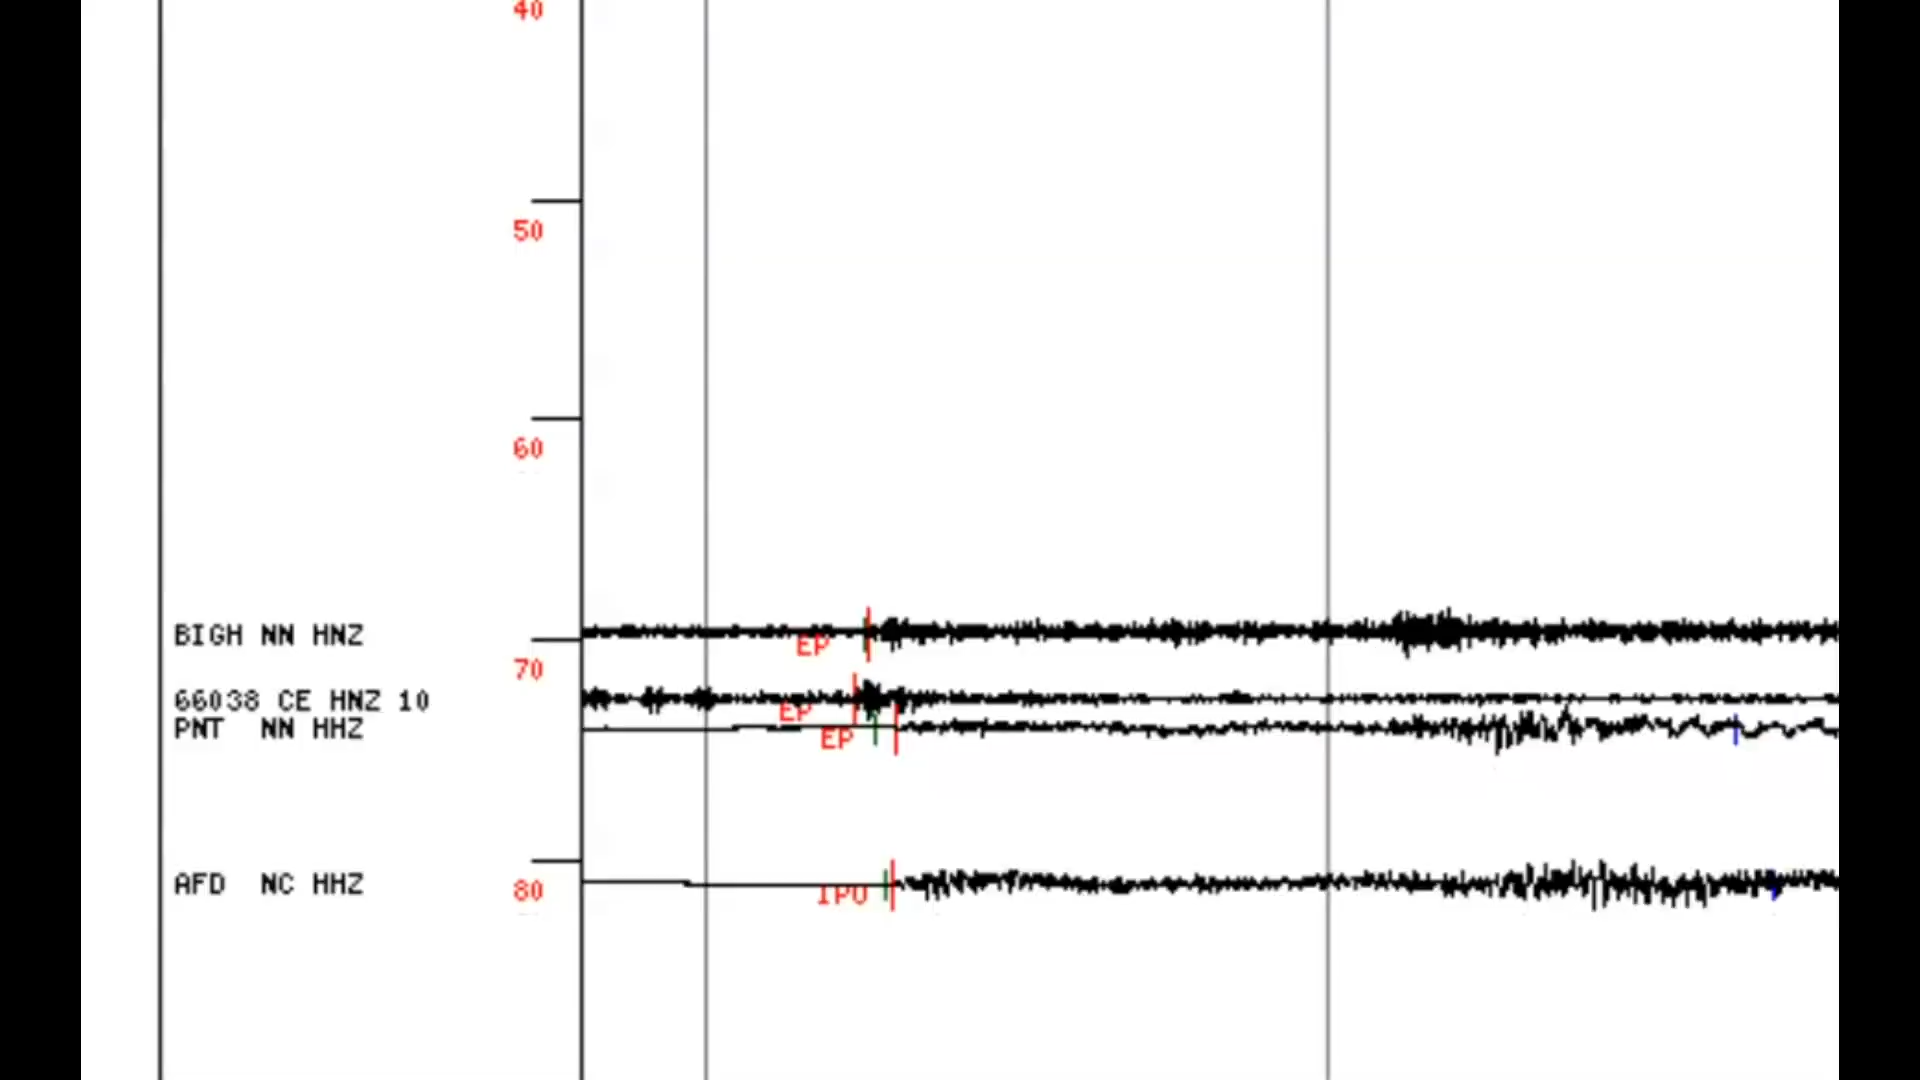 40
50
60
BIGH NN HNZ
EP
70
66038 CE HNZ 10
EP
PNT NN HHZ
EP
AFD NC HHZ
80
IPU